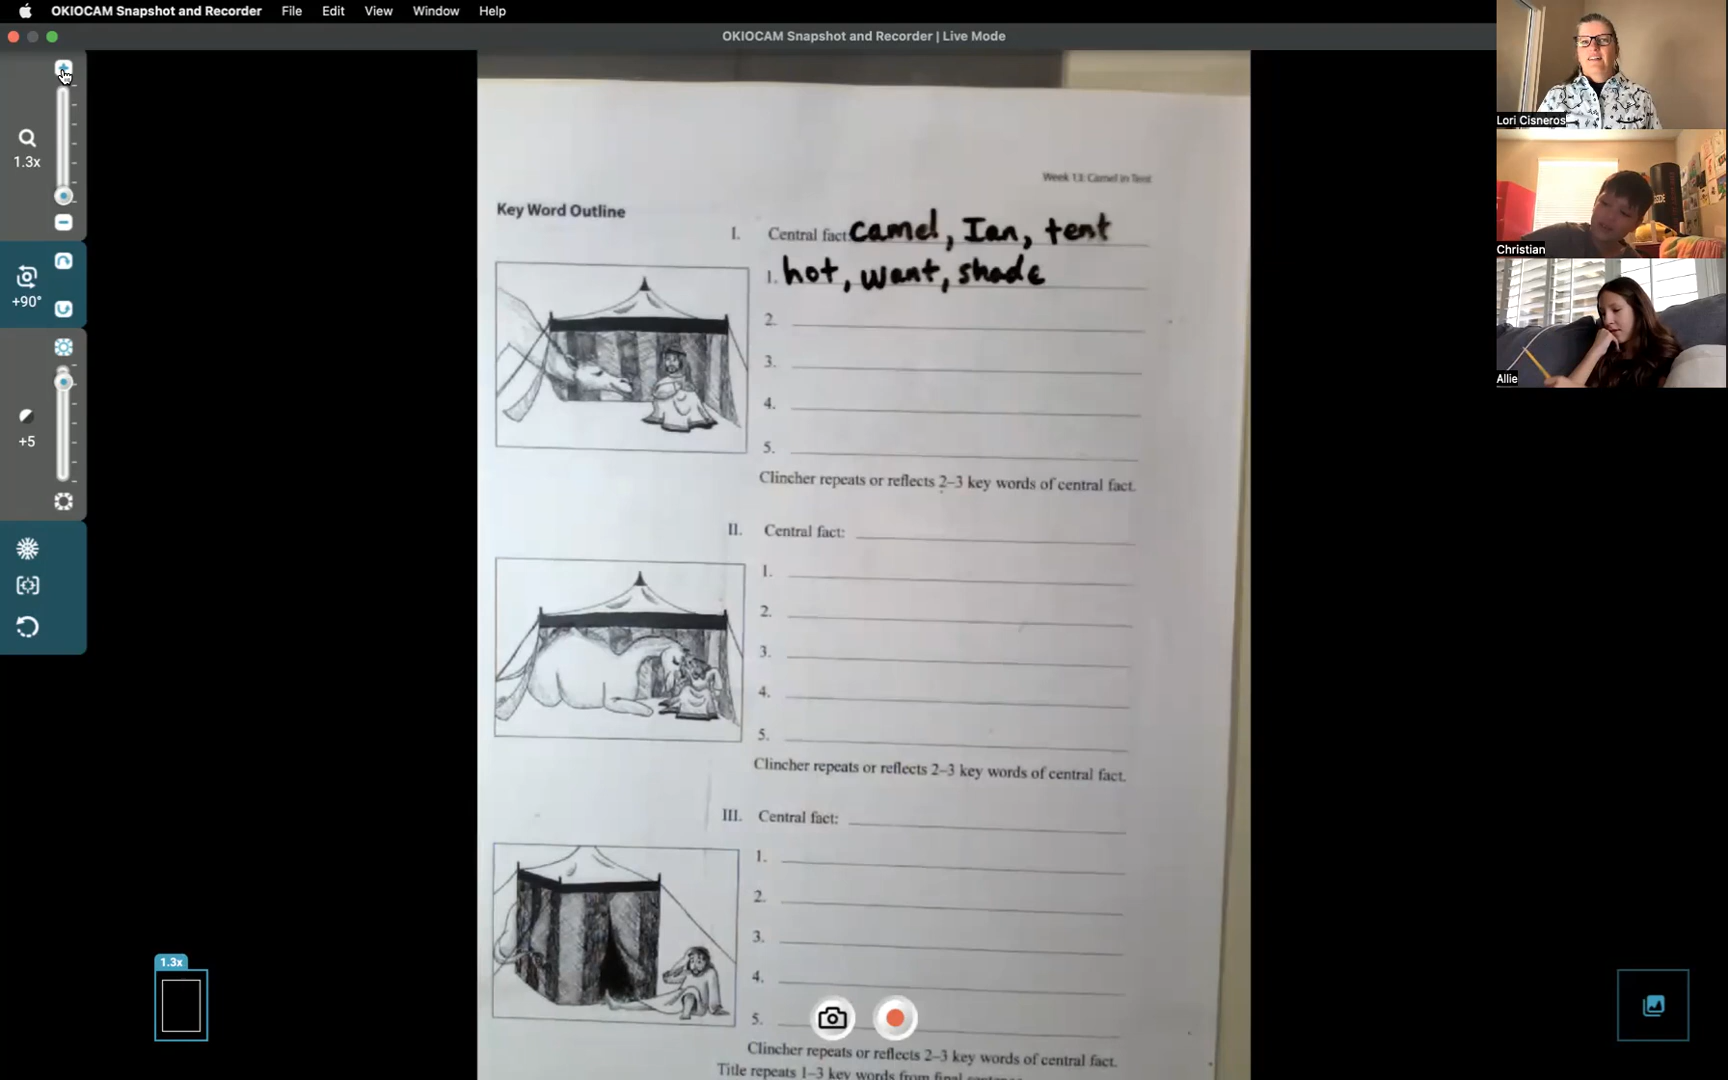 OKIOCAM Snapshot and Recorder File Edit View Window Help
OKIOCAM Snapshot and Recorder | Live Mode
1.3x
+90°
+5
1.3x
Lori Cisneros
Christian
Allie
Week 13: Camel in Tent
Key Word Outline
I. Central fact: camel, Ian, tent
1. hot, want, shade
2.
3.
4.
5.
Clincher repeats or reflects 2–3 key words of central fact.
II. Central fact:
1.
2.
3.
4.
5.
Clincher repeats or reflects 2–3 key words of central fact.
III. Central fact:
1.
2.
3.
4.
5.
Clincher repeats or reflects 2–3 key words of central fact.
Title repeats 1–3 key words from final